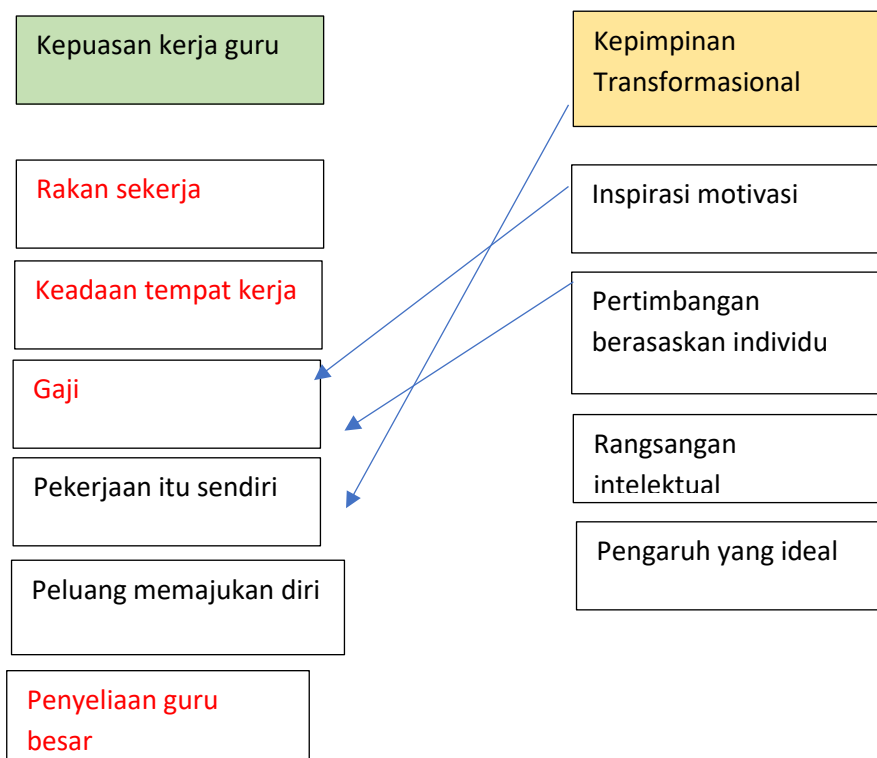 Kepuasan kerja guru
Rakan sekerja
Keadaan tempat kerja
Gaji
Pekerjaan itu sendiri
Peluang memajukan diri
Penyeliaan guru
besar
Kepimpinan
Transformasional
Inspirasi motivasi
Pertimbangan
berasaskan individu
Rangsangan
intelektual
Pengaruh yang ideal